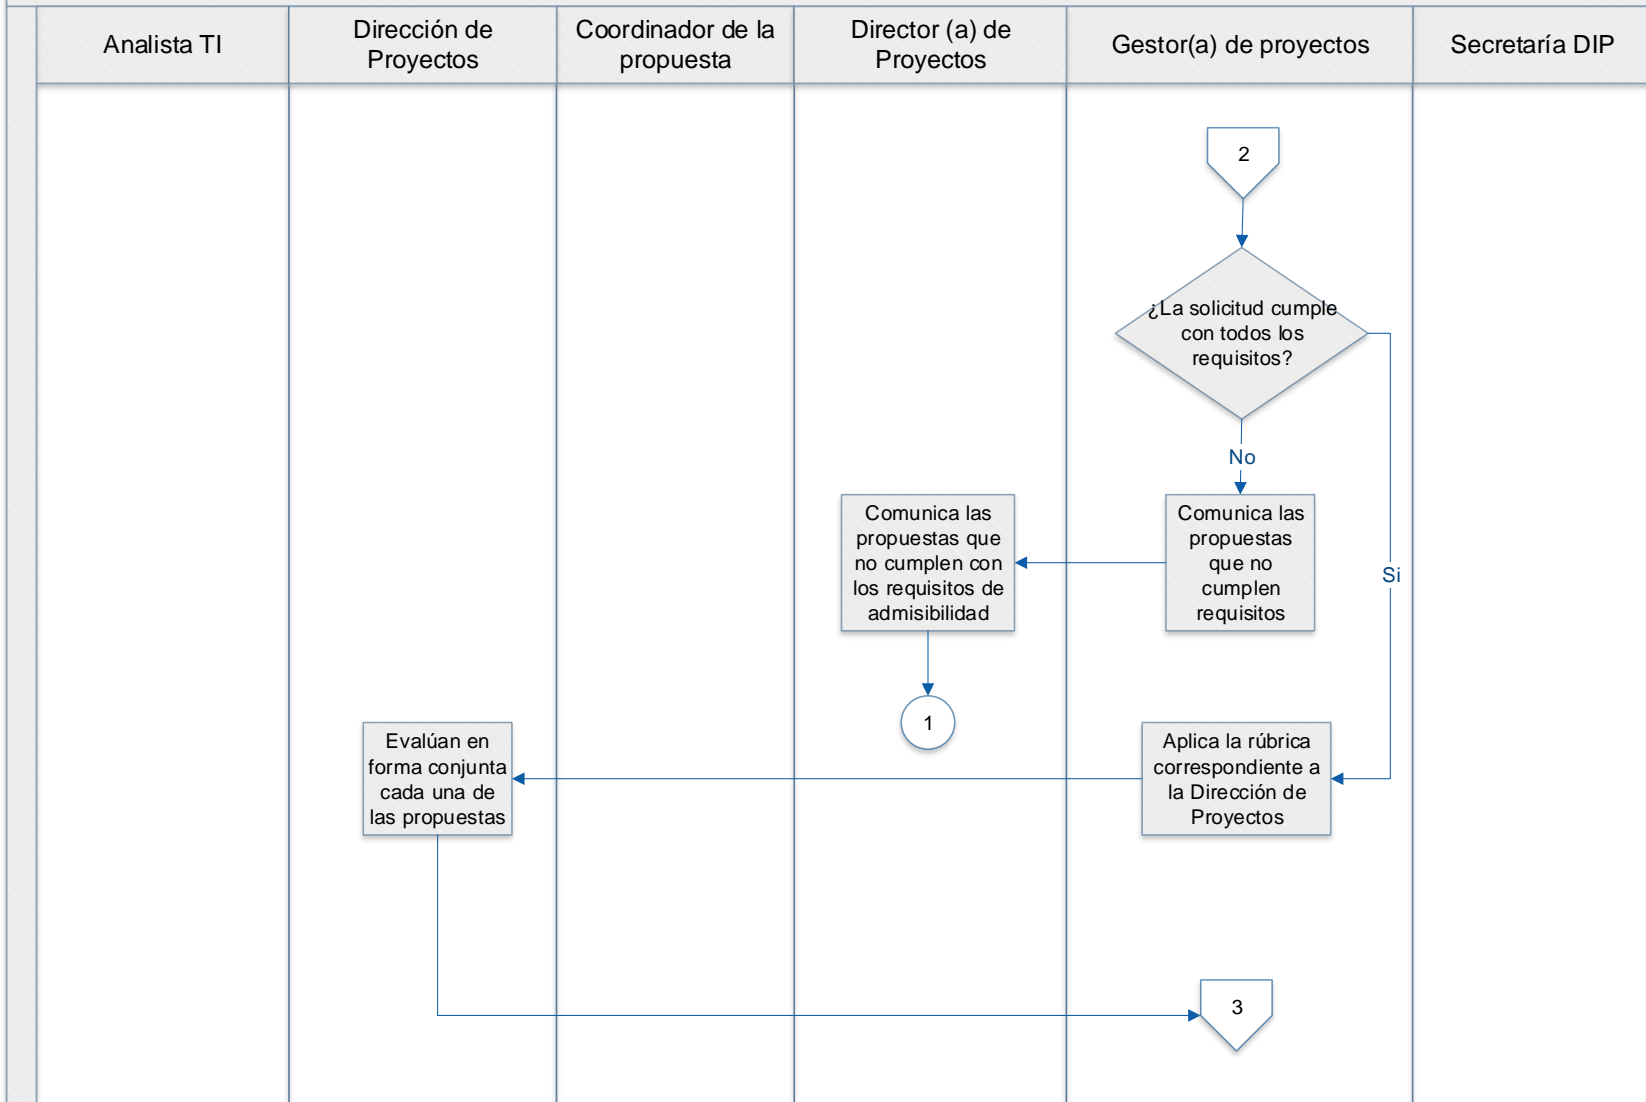 Analista TI
Dirección de
Proyectos
Coordinador de la
propuesta
Director (a) de
Proyectos
Gestor(a) de proyectos
Secretaría DIP
2
¿La solicitud cumple
con todos los
requisitos?
No
Si
Comunica las
propuestas que
no cumplen con
los requisitos de
admisibilidad
Comunica las
propuestas
que no
cumplen
requisitos
1
Evalúan en
forma conjunta
cada una de
las propuestas
Aplica la rúbrica
correspondiente a
la Dirección de
Proyectos
3